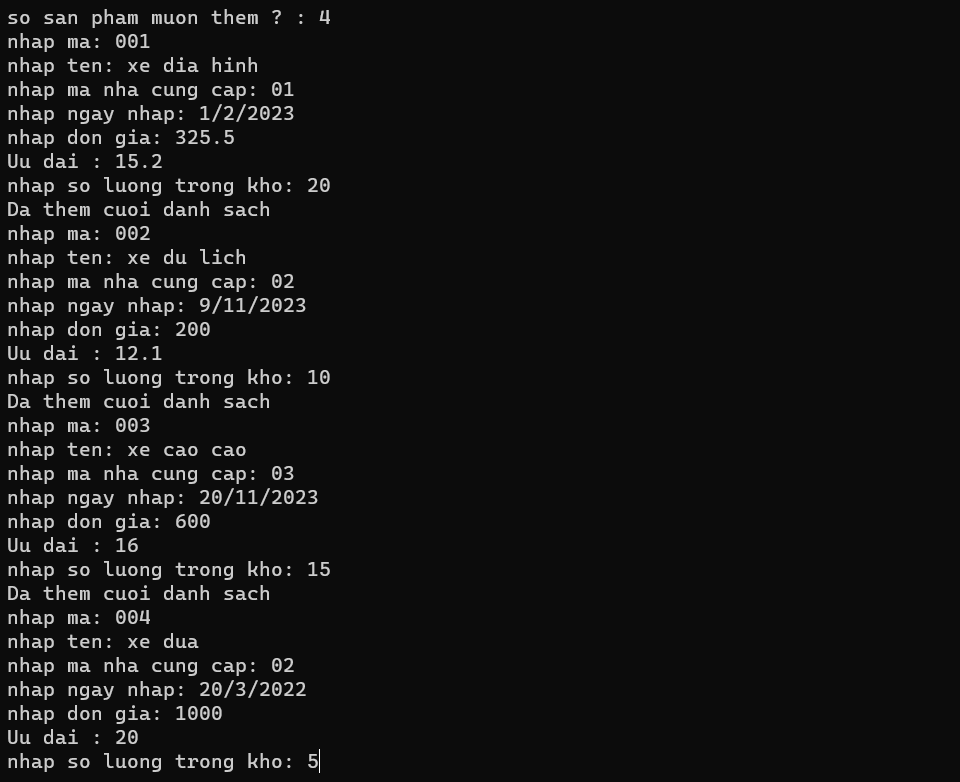 so san pham muon them ? : 4
nhap ma: 001
nhap ten: xe dia hinh
nhap ma nha cung cap: 01
nhap ngay nhap: 1/2/2023
nhap don gia: 325.5
Uu dai : 15.2
nhap so luong trong kho: 20
Da them cuoi danh sach
nhap ma: 002
nhap ten: xe du lich
nhap ma nha cung cap: 02
nhap ngay nhap: 9/11/2023
nhap don gia: 200
Uu dai : 12.1
nhap so luong trong kho: 10
Da them cuoi danh sach
nhap ma: 003
nhap ten: xe cao cao
nhap ma nha cung cap: 03
nhap ngay nhap: 20/11/2023
nhap don gia: 600
Uu dai : 16
nhap so luong trong kho: 15
Da them cuoi danh sach
nhap ma: 004
nhap ten: xe dua
nhap ma nha cung cap: 02
nhap ngay nhap: 20/3/2022
nhap don gia: 1000
Uu dai : 20
nhap so luong trong kho: 5